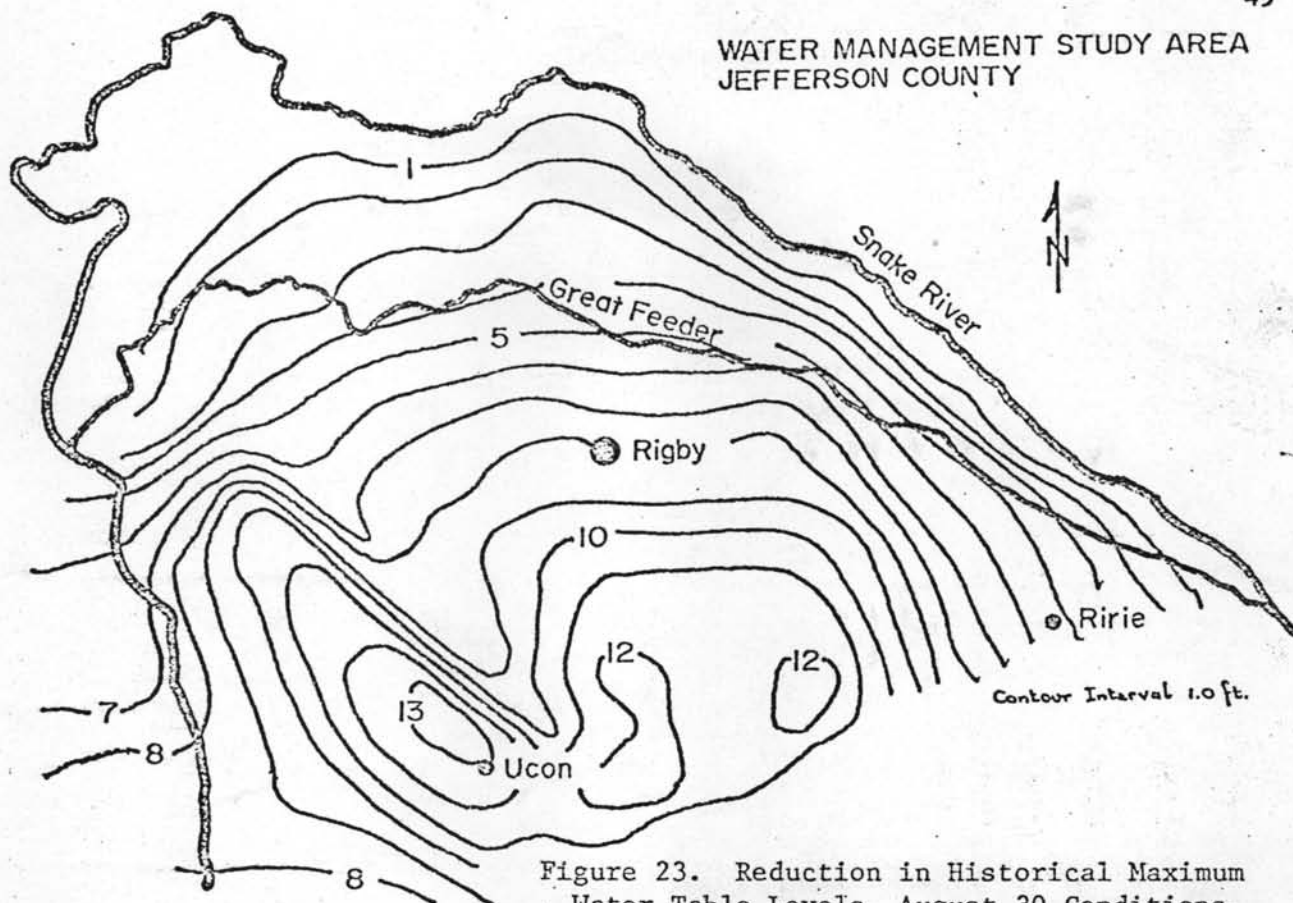 WATER MANAGEMENT STUDY AREA
JEFFERSON COUNTY
1
N
Snake River
Great Feeder
5
Rigby
10
Ririe
12
12
Contour Interval 1.0 ft.
7
13
Ucon
8
8
Figure 23. Reduction in Historical Maximum
Water Table Levels, August 30 Conditions